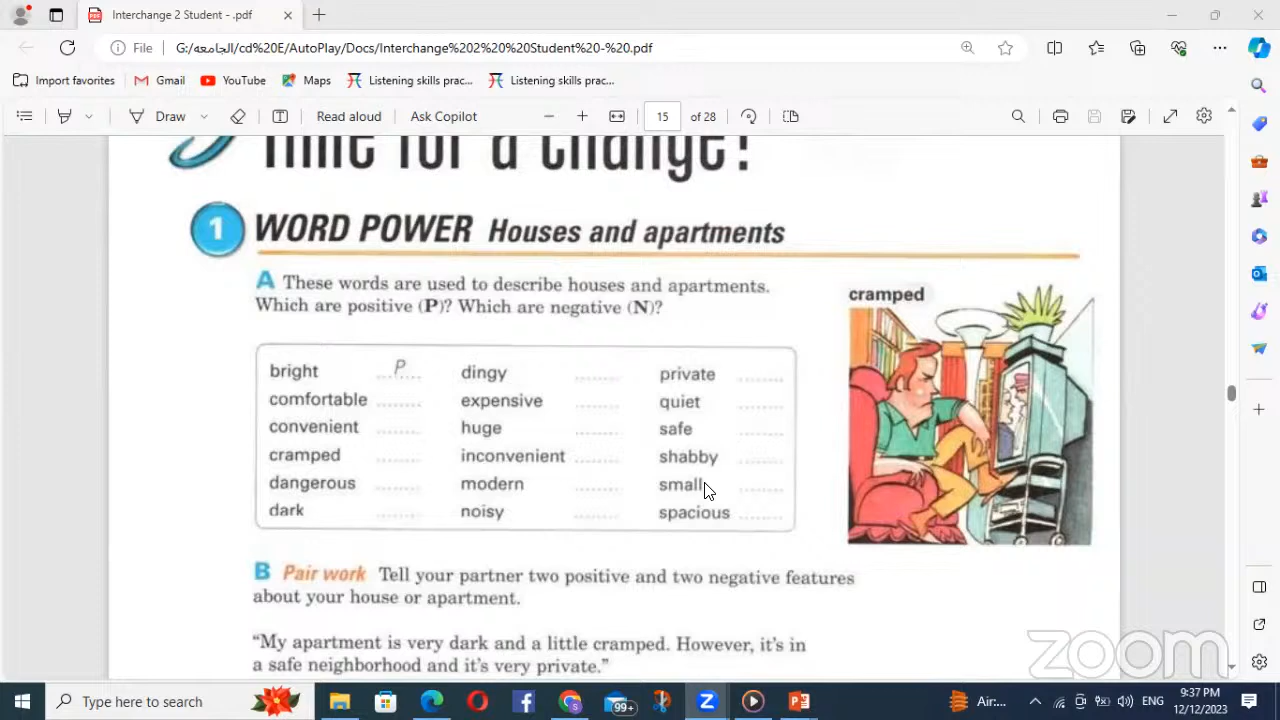 Interchange 2 Student - .pdf
File
G:/الجامعه/cd%20E/AutoPlay/Docs/Interchange%202%20%20Student%20-%20.pdf
Import favorites
Gmail
YouTube
Maps
Listening skills prac...
Listening skills prac...
Draw
Read aloud
Ask Copilot
15
of 28
Time for a change!
1 WORD POWER Houses and apartments
A These words are used to describe houses and apartments.
Which are positive (P)? Which are negative (N)?
cramped
bright P dingy private
comfortable expensive quiet
convenient huge safe
cramped inconvenient shabby
dangerous modern small
dark noisy spacious
B Pair work Tell your partner two positive and two negative features
about your house or apartment.
"My apartment is very dark and a little cramped. However, it's in
a safe neighborhood and it's very private."
zoom
Type here to search
99+
Air...
ENG
9:37 PM
12/12/2023